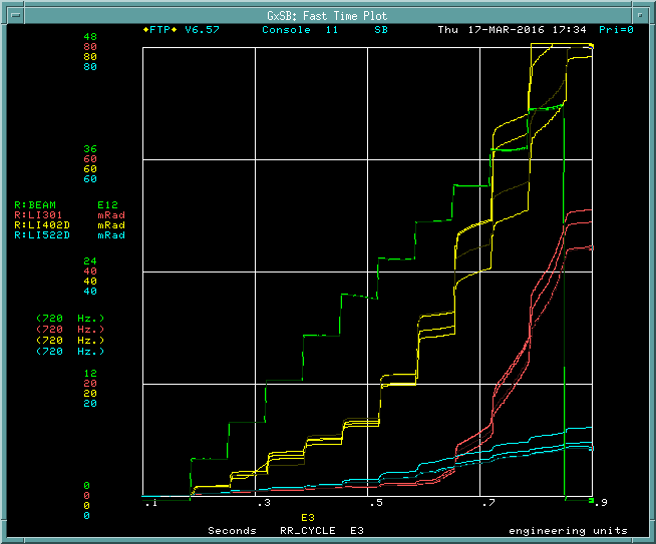 GxSB: Fast Time Plot
◆FTP◆ V6.57 Console 11 SB Thu 17-MAR-2016 17:34 Pri=0
48
80
80
80
36
60
60
60
R:BEAM E12
R:LI301 mRad
R:LI402D mRad
R:LI522D mRad
24
40
40
40
(720 Hz.)
(720 Hz.)
(720 Hz.)
(720 Hz.)
12
20
20
20
0
0
0
0
.1 .3 .5 .7 .9
E3
Seconds RR_CYCLE E3 engineering units